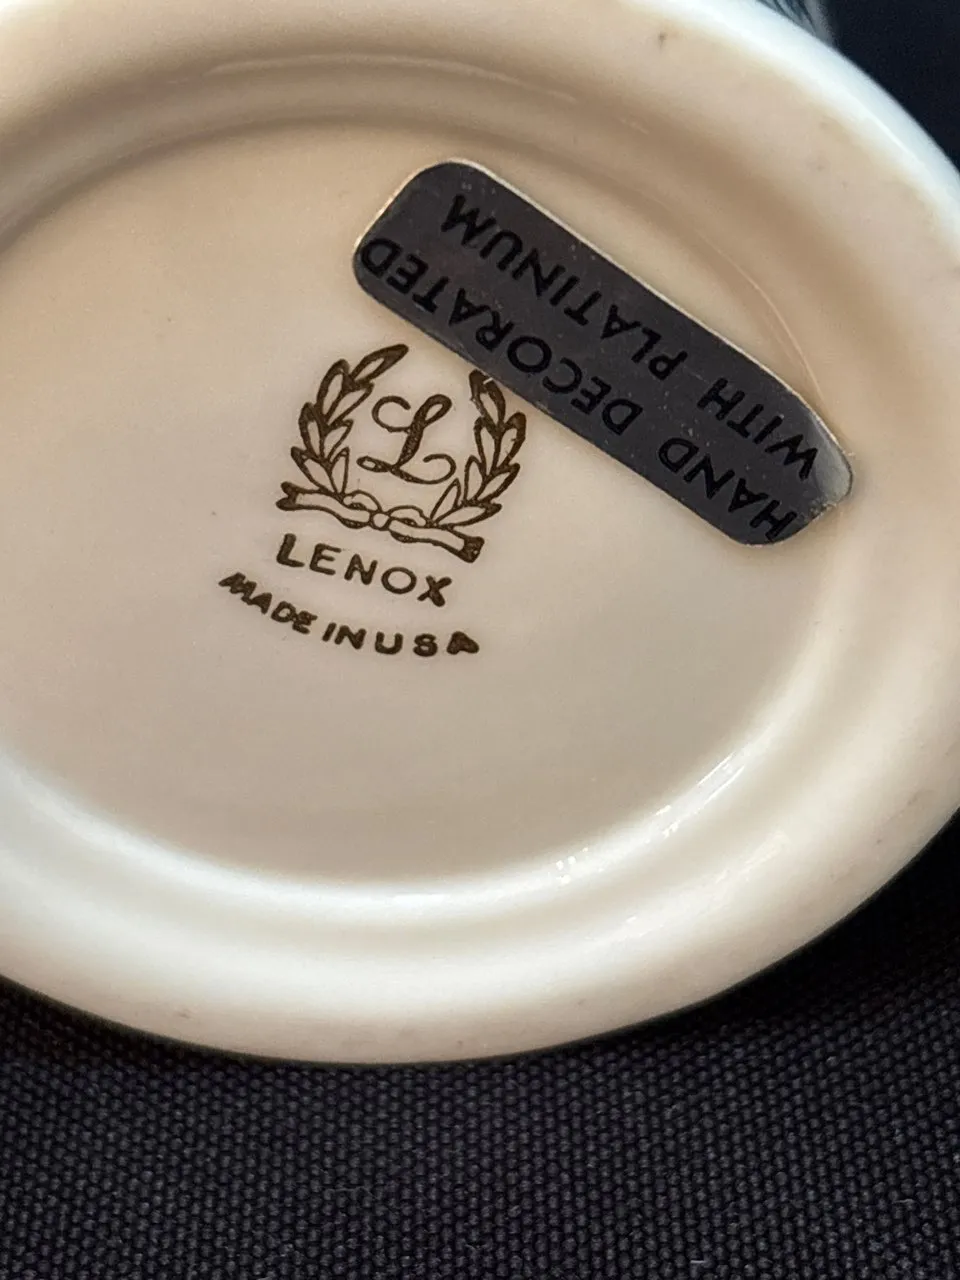 HAND DECORATED
WITH PLATINUM
L
LENOX
MADE IN USA